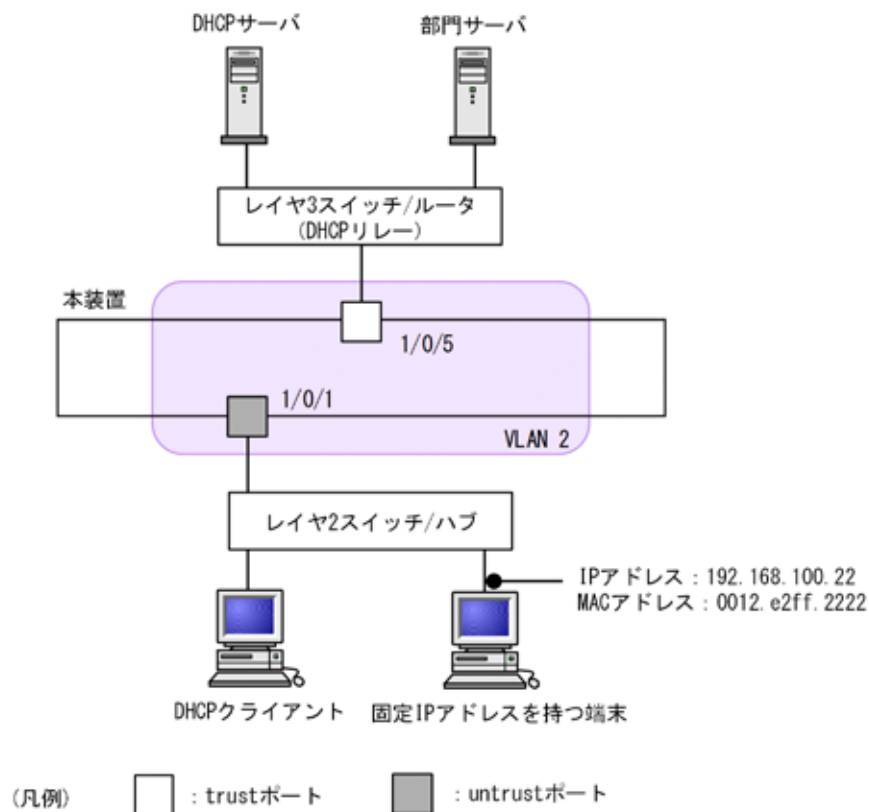 DHCPサーバ
部門サーバ
レイヤ3スイッチ/ルータ
(DHCPリレー)
本装置
1/0/5
1/0/1
VLAN 2
レイヤ2スイッチ/ハブ
IPアドレス:192.168.100.22
MACアドレス:0012.e2ff.2222
DHCPクライアント
固定IPアドレスを持つ端末
(凡例)
:trustポート
:untrustポート